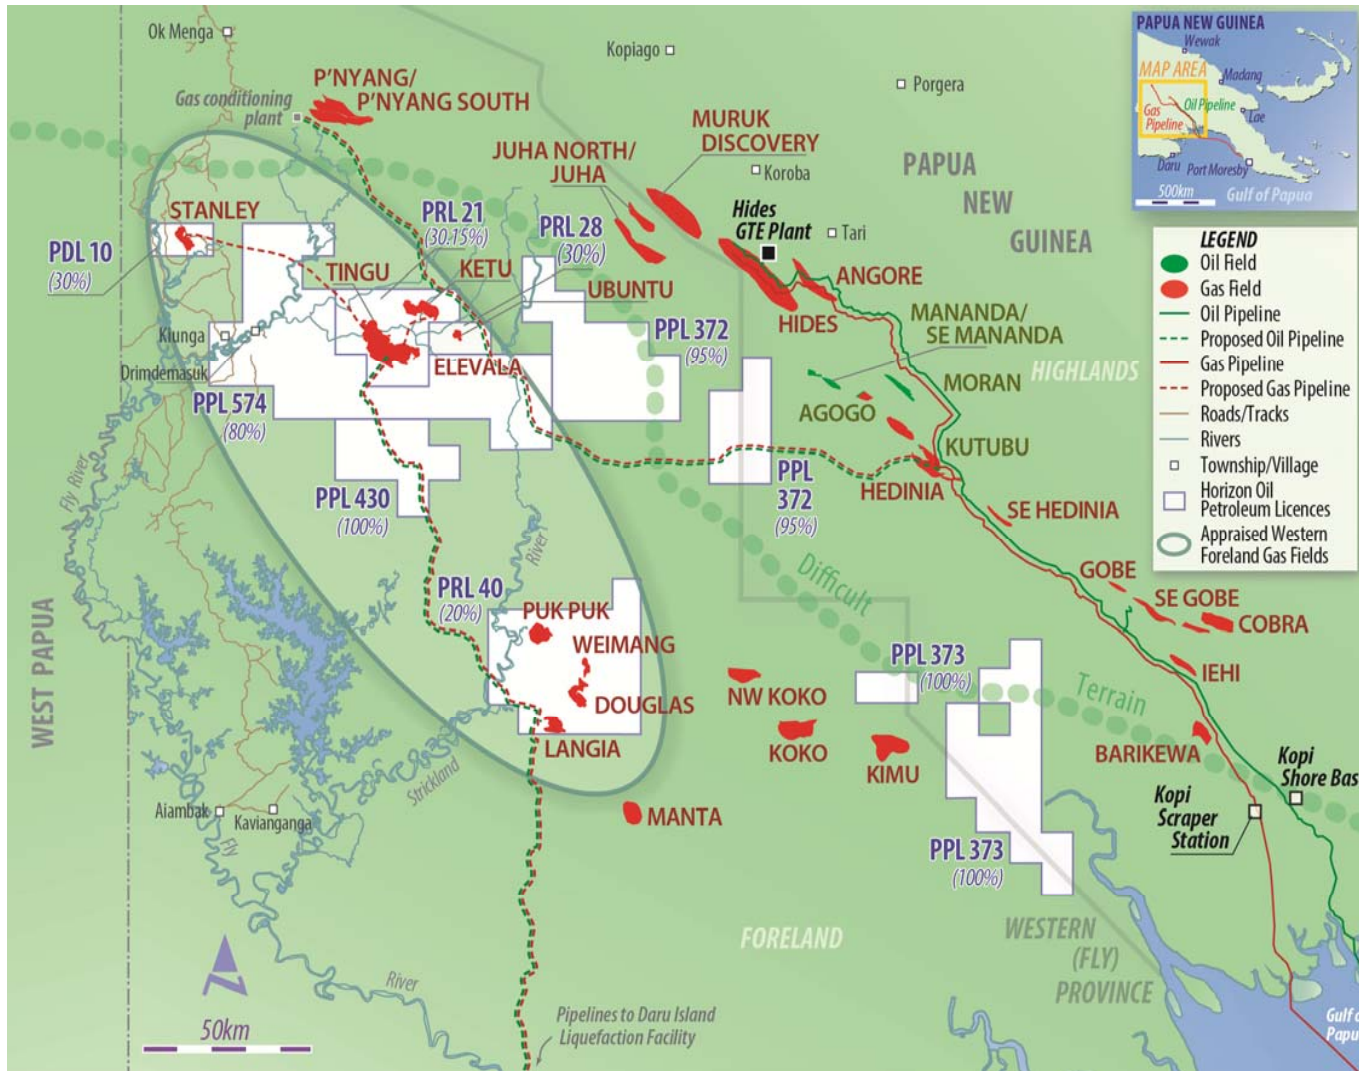 Ok Menga
Kopiago
Porgera
P'NYANG/
P'NYANG SOUTH
Gas conditioning
plant
MURUK
DISCOVERY
JUHA NORTH/
JUHA
Koroba
PAPUA
NEW
GUINEA
Hides
GTE Plant
Tari
STANLEY
PDL 10
(30%)
PRL 21
(30.15%)
PRL 28
(30%)
TINGU
KETU
UBUNTU
ELEVALA
ANGORE
HIDES
MANANDA/
SE MANANDA
HIGHLANDS
MORAN
AGOGO
KUTUBU
HEDINIA
SE HEDINIA
PPL 372
(95%)
Kiunga
Drimdemasuk
PPL 574
(80%)
PPL 430
(100%)
PPL
372
(95%)
Fly River
River
Difficult
Terrain
GOBE
SE GOBE
COBRA
IEHI
PRL 40
(20%)
PUK PUK
WEIMANG
DOUGLAS
LANGIA
WEST PAPUA
NW KOKO
KOKO
KIMU
PPL 373
(100%)
BARIKEWA
Kopi
Shore Bas
Kopi
Scraper
Station
Strickland
Aiambak
Kavianganga
Fly
MANTA
PPL 373
(100%)
FORELAND
WESTERN
(FLY)
PROVINCE
River
50km
Pipelines to Daru Island
Liquefaction Facility
Gulf o
Papu
PAPUA NEW GUINEA
Wewak
MAP AREA
Madang
Oil Pipeline
Gas
Pipeline
Lae
Daru
Port Moresby
500km
Gulf of Papua
LEGEND
Oil Field
Gas Field
Oil Pipeline
Proposed Oil Pipeline
Gas Pipeline
Proposed Gas Pipeline
Roads/Tracks
Rivers
Township/Village
Horizon Oil
Petroleum Licences
Appraised Western
Foreland Gas Fields